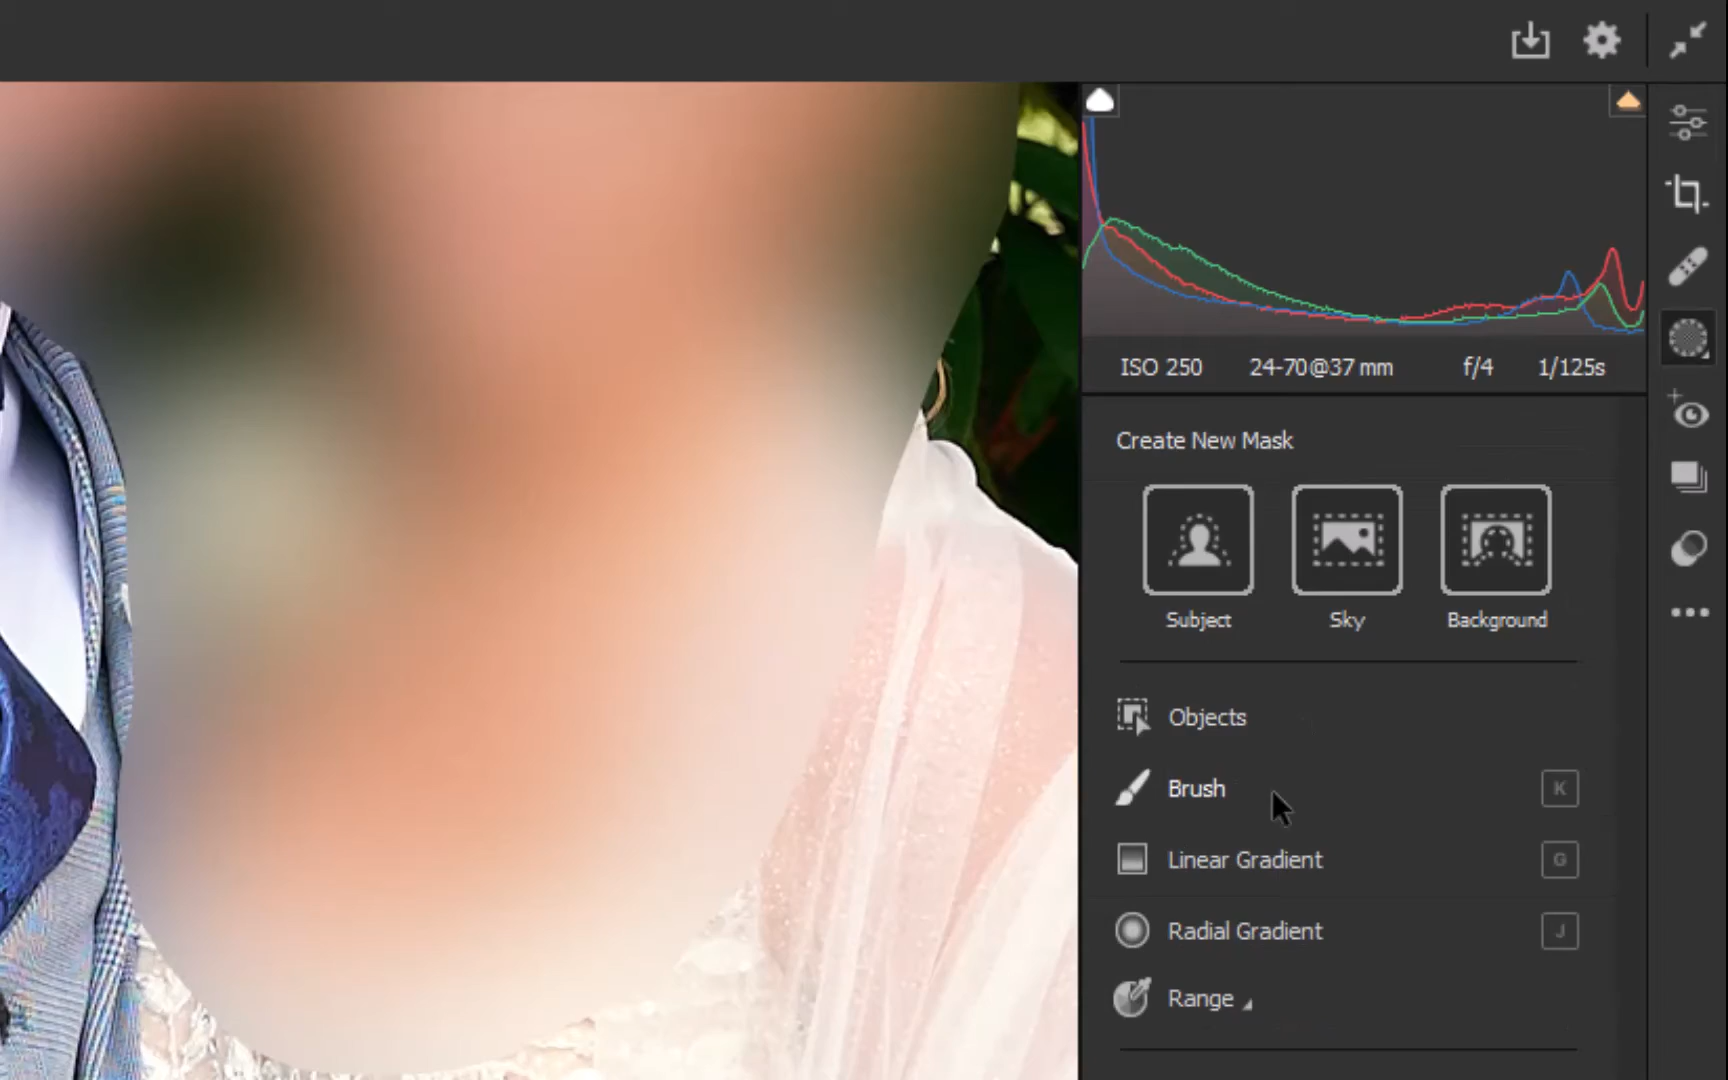 ISO 250 24-70@37 mm f/4 1/125s
Create New Mask
Subject Sky Background
Objects
Brush K
Linear Gradient G
Radial Gradient J
Range